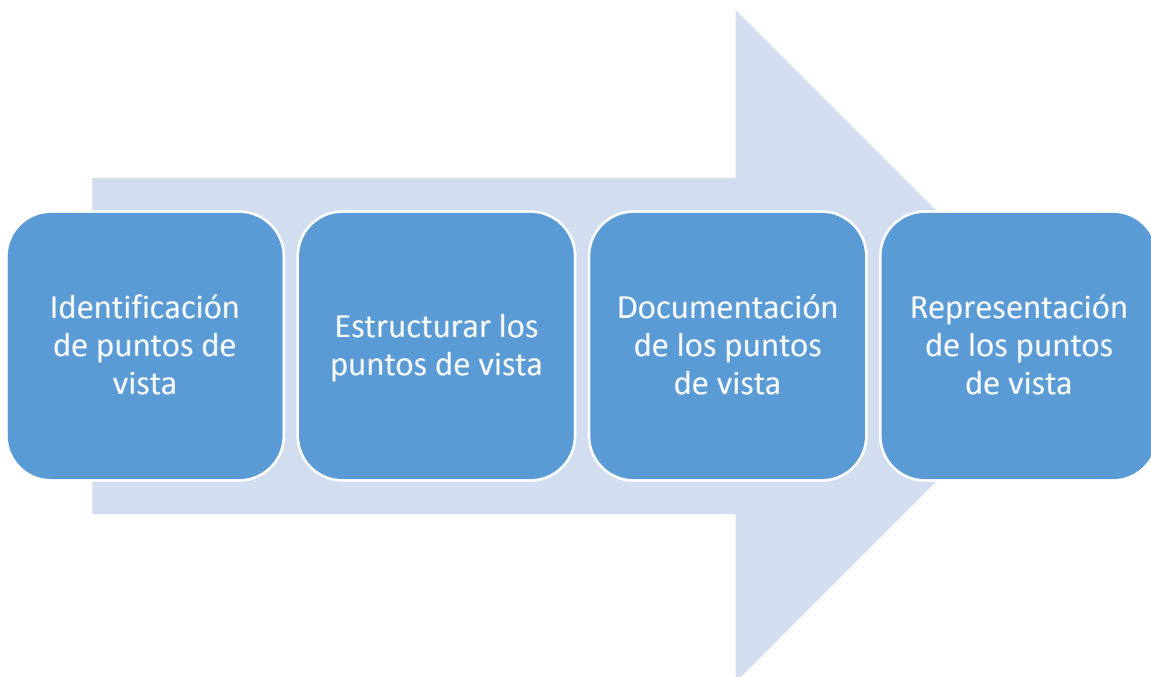 Identificación
de puntos de
vista
Estructurar los
puntos de vista
Documentación
de los puntos
de vista
Representación
de los puntos
de vista